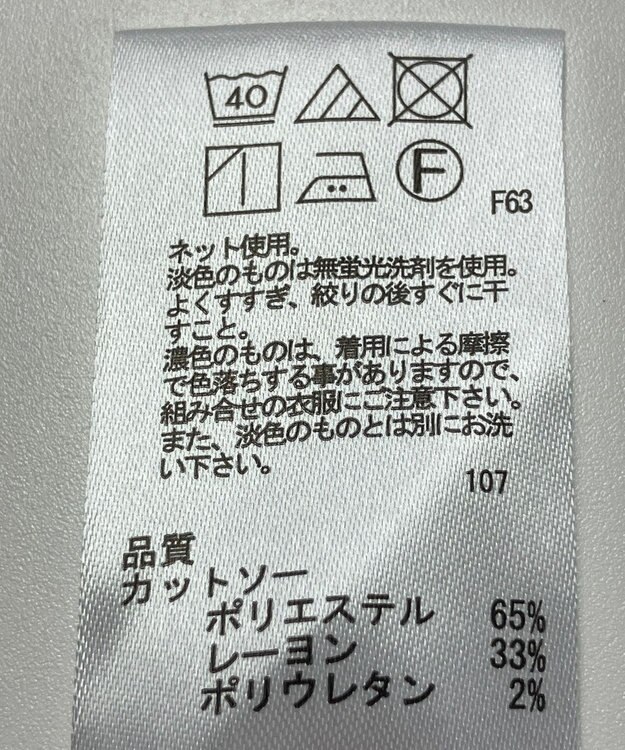 40
F
F63
ネット使用。
淡色のものは無蛍光洗剤を使用。
よくすすぎ、絞りの後すぐに干
すこと。
濃色のものは、着用による摩擦
で色落ちする事がありますので、
組み合せの衣服にご注意下さい。
また、淡色のものとは別にお洗
い下さい。
107
品質
カットソー
ポリエステル 65%
レーヨン 33%
ポリウレタン 2%